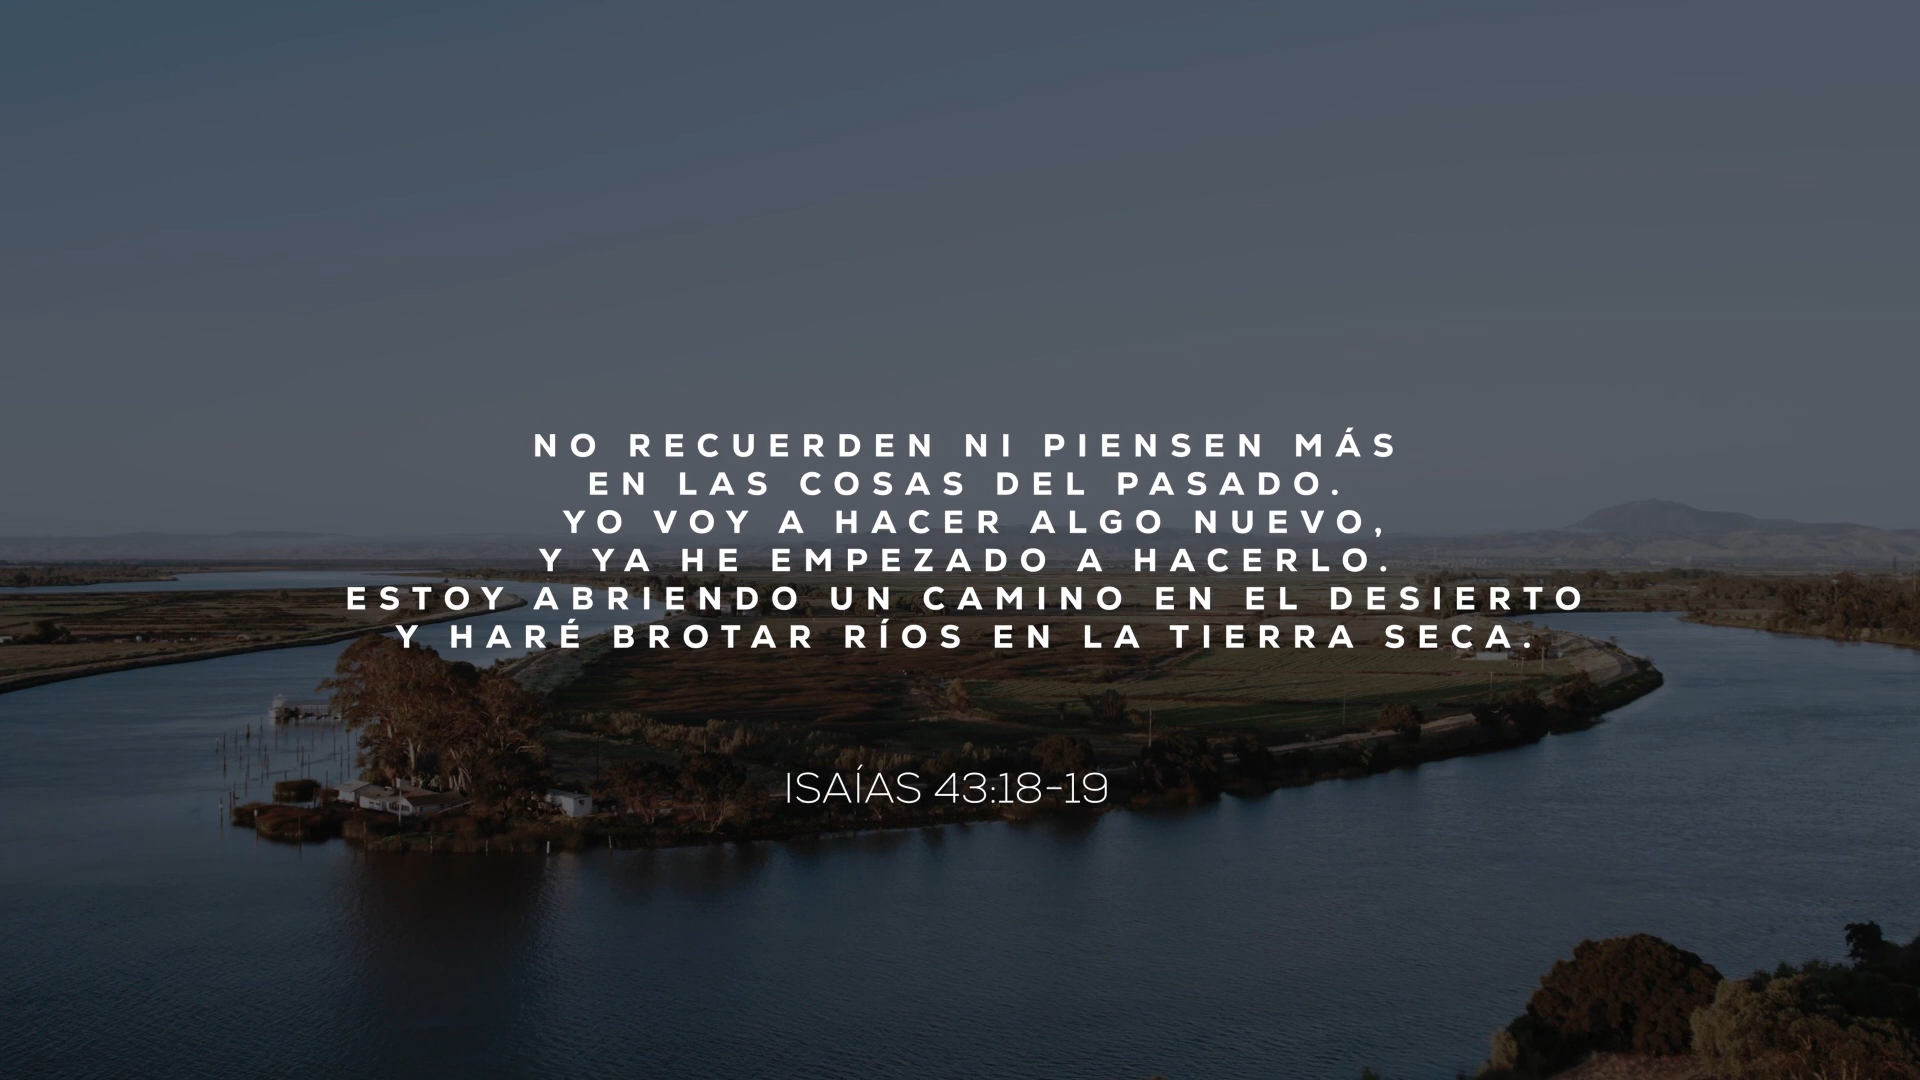 NO RECUERDEN NI PIENSEN MÁS
EN LAS COSAS DEL PASADO.
YO VOY A HACER ALGO NUEVO,
Y YA HE EMPEZADO A HACERLO.
ESTOY ABRIENDO UN CAMINO EN EL DESIERTO
Y HARÉ BROTAR RÍOS EN LA TIERRA SECA.
ISAÍAS 43:18-19